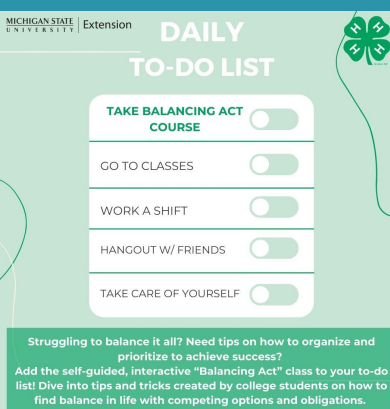 MICHIGAN STATE
UNIVERSITY
Extension
DAILY
TO-DO LIST
H H
H H
TAKE BALANCING ACT
COURSE
GO TO CLASSES
WORK A SHIFT
HANGOUT W/ FRIENDS
TAKE CARE OF YOURSELF
Struggling to balance it all? Need tips on how to organize and
prioritize to achieve success?
Add the self-guided, interactive “Balancing Act” class to your to-do
list! Dive into tips and tricks created by college students on how to
find balance in life with competing options and obligations.